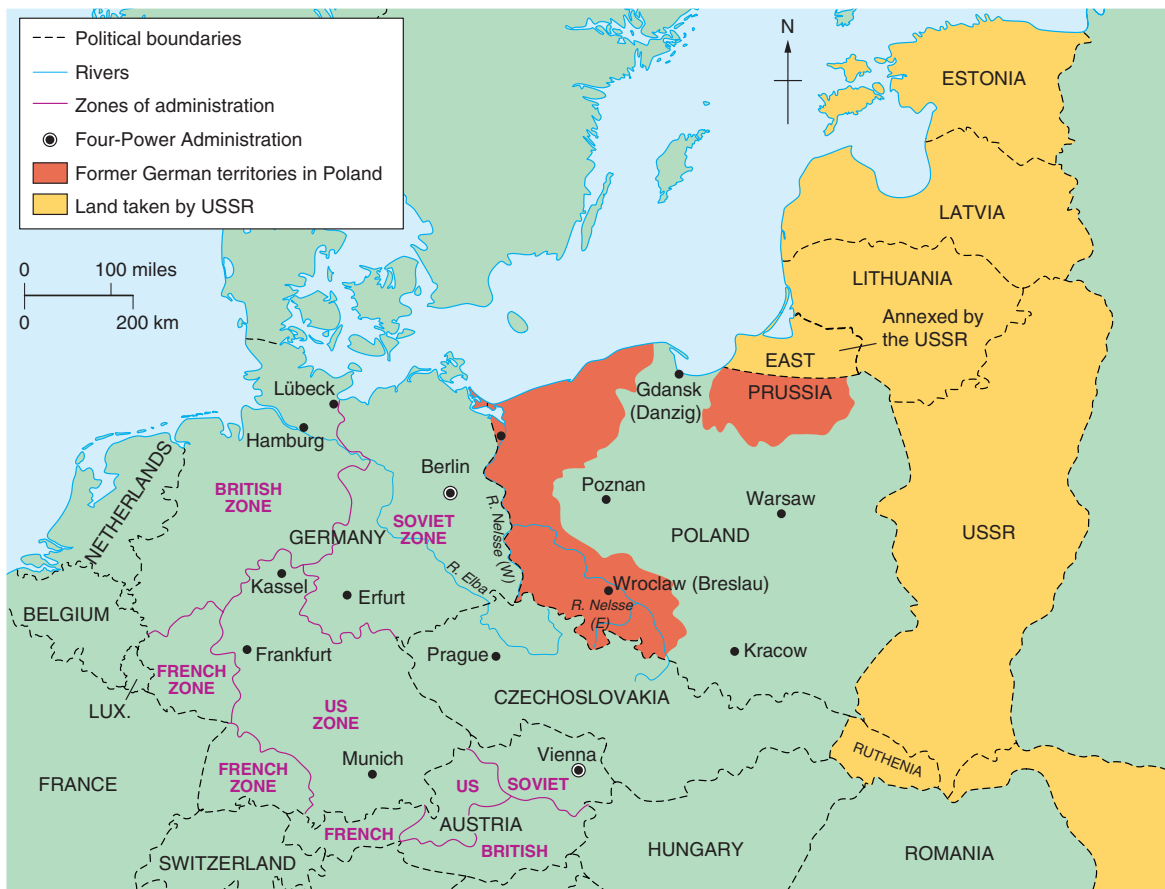 Political boundaries
Rivers
Zones of administration
Four-Power Administration
Former German territories in Poland
Land taken by USSR
0 100 miles
0 200 km
N
ESTONIA
LATVIA
LITHUANIA
Annexed by
the USSR
EAST
PRUSSIA
Gdansk
(Danzig)
Lübeck
Hamburg
NETHERLANDS
BRITISH
ZONE
Berlin
SOVIET
ZONE
GERMANY
R. Nelsse (W)
Poznan
Warsaw
POLAND
USSR
Kassel
Erfurt
R. Elba
Wroclaw (Breslau)
R. Nelsse
(E)
BELGIUM
Frankfurt
Prague
Kracow
FRENCH
ZONE
LUX.
CZECHOSLOVAKIA
US
ZONE
RUTHENIA
Vienna
FRANCE
FRENCH
ZONE
Munich
US
SOVIET
FRENCH
AUSTRIA
BRITISH
SWITZERLAND
HUNGARY
ROMANIA